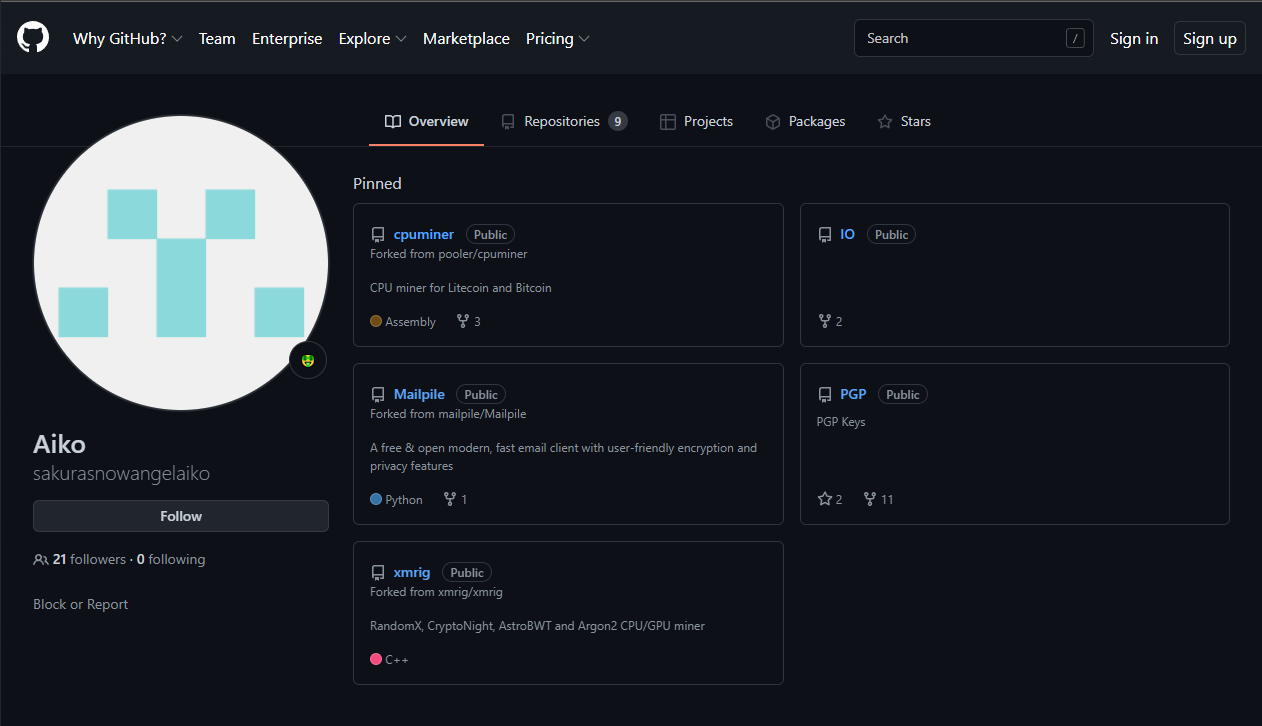 Why GitHub? Team Enterprise Explore Marketplace Pricing Search / Sign in Sign up
Overview Repositories 9 Projects Packages Stars
Pinned
cpuminer Public
Forked from pooler/cpuminer
CPU miner for Litecoin and Bitcoin
Assembly 3
IO Public
2
Mailpile Public
Forked from mailpile/Mailpile
A free & open modern, fast email client with user-friendly encryption and
privacy features
Python 1
PGP Public
PGP Keys
2 11
xmrig Public
Forked from xmrig/xmrig
RandomX, CryptoNight, AstroBWT and Argon2 CPU/GPU miner
C++
Aiko
sakurasnowangelaiko
Follow
21 followers · 0 following
Block or Report